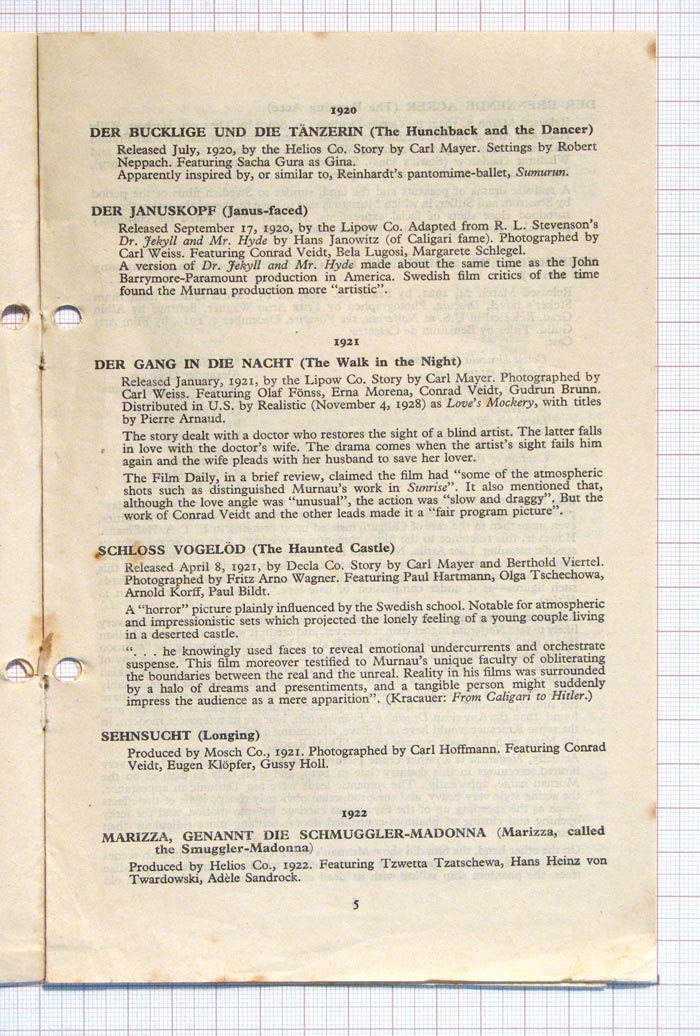 1920
DER BUCKLIGE UND DIE TÄNZERIN (The Hunchback and the Dancer)
Released July, 1920, by the Helios Co. Story by Carl Mayer. Settings by Robert
Neppach. Featuring Sacha Gura as Gina.
Apparently inspired by, or similar to, Reinhardt's pantomime-ballet, Sumurun.
DER JANUSKOPF (Janus-faced)
Released September 17, 1920, by the Lipow Co. Adapted from R. L. Stevenson's
Dr. Jekyll and Mr. Hyde by Hans Janowitz (of Caligari fame). Photographed by
Carl Weiss. Featuring Conrad Veidt, Bela Lugosi, Margarete Schlegel.
A version of Dr. Jekyll and Mr. Hyde made about the same time as the John
Barrymore-Paramount production in America. Swedish film critics of the time
found the Murnau production more "artistic".
1921
DER GANG IN DIE NACHT (The Walk in the Night)
Released January, 1921, by the Lipow Co. Story by Carl Mayer. Photographed by
Carl Weiss. Featuring Olaf Fönss, Erna Morena, Conrad Veidt, Gudrun Brunn.
Distributed in U.S. by Realistic (November 4, 1928) as Love's Mockery, with titles
by Pierre Arnaud.
The story dealt with a doctor who restores the sight of a blind artist. The latter falls
in love with the doctor's wife. The drama comes when the artist's sight fails him
again and the wife pleads with her husband to save her lover.
The Film Daily, in a brief review, claimed the film had "some of the atmospheric
shots such as distinguished Murnau's work in Sunrise". It also mentioned that,
although the love angle was "unusual", the action was "slow and draggy". But the
work of Conrad Veidt and the other leads made it a "fair program picture".
SCHLOSS VOGELÖD (The Haunted Castle)
Released April 8, 1921, by Decla Co. Story by Carl Mayer and Berthold Viertel.
Photographed by Fritz Arno Wagner. Featuring Paul Hartmann, Olga Tschechowa,
Arnold Korff, Paul Bildt.
A "horror" picture plainly influenced by the Swedish school. Notable for atmospheric
and impressionistic sets which projected the lonely feeling of a young couple living
in a deserted castle.
". . . he knowingly used faces to reveal emotional undercurrents and orchestrate
suspense. This film moreover testified to Murnau's unique faculty of obliterating
the boundaries between the real and the unreal. Reality in his films was surrounded
by a halo of dreams and presentiments, and a tangible person might suddenly
impress the audience as a mere apparition". (Kracauer: From Caligari to Hitler.)
SEHNSUCHT (Longing)
Produced by Mosch Co., 1921. Photographed by Carl Hoffmann. Featuring Conrad
Veidt, Eugen Klöpfer, Gussy Holl.
1922
MARIZZA, GENANNT DIE SCHMUGGLER-MADONNA (Marizza, called
the Smuggler-Madonna)
Produced by Helios Co., 1922. Featuring Tzwetta Tzatschewa, Hans Heinz von
Twardowski, Adèle Sandrock.
5